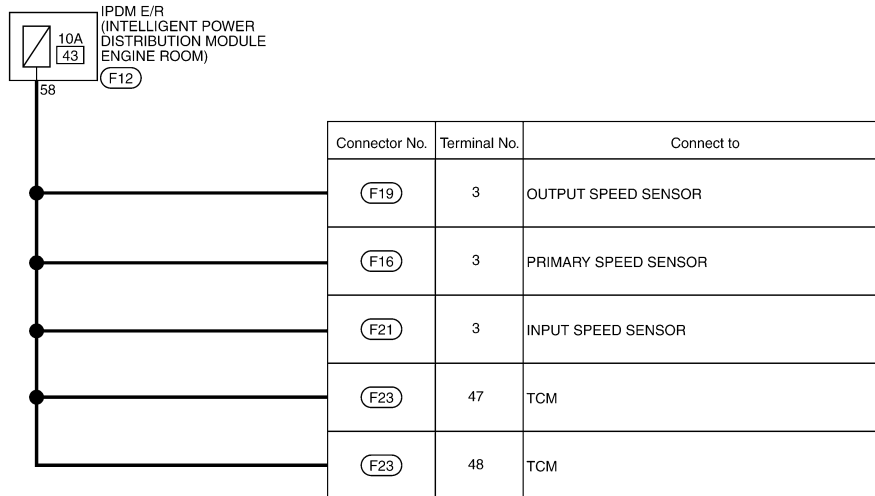 IPDM E/R
(INTELLIGENT POWER
DISTRIBUTION MODULE
ENGINE ROOM)
10A
43
F12
58
Connector No. Terminal No. Connect to
F19 3 OUTPUT SPEED SENSOR
F16 3 PRIMARY SPEED SENSOR
F21 3 INPUT SPEED SENSOR
F23 47 TCM
F23 48 TCM